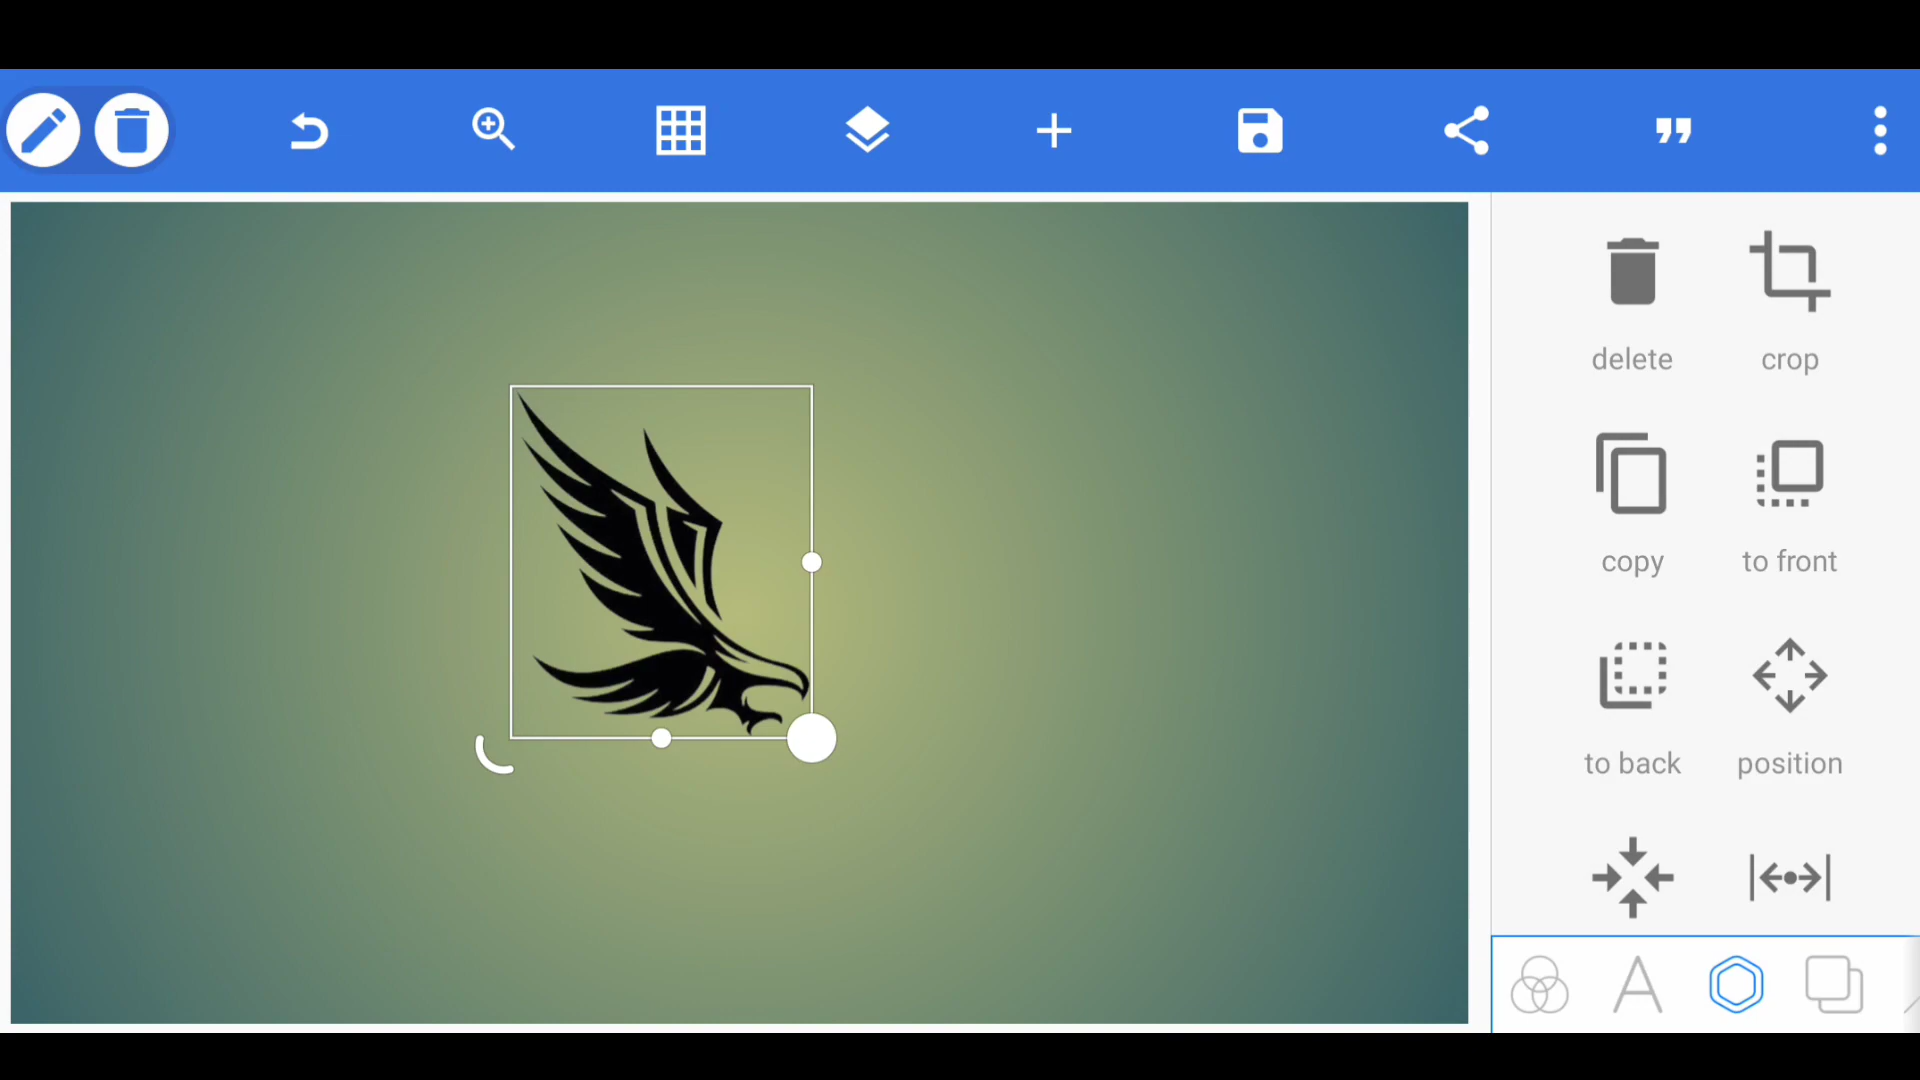 delete
crop
copy
to front
to back
position